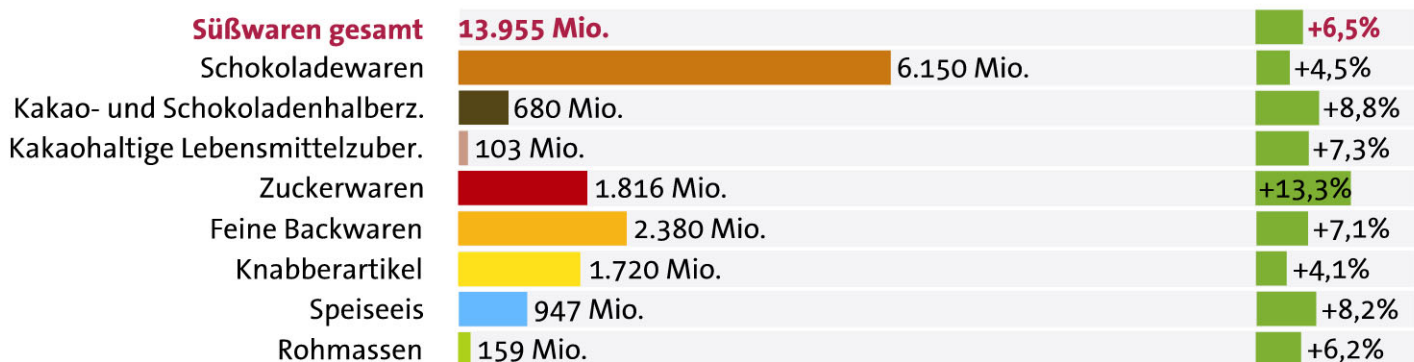 Süßwaren gesamt 13.955 Mio. +6,5%
Schokoladewaren 6.150 Mio. +4,5%
Kakao- und Schokoladenhalberz. 680 Mio. +8,8%
Kakaohaltige Lebensmittelzuber. 103 Mio. +7,3%
Zuckerwaren 1.816 Mio. +13,3%
Feine Backwaren 2.380 Mio. +7,1%
Knabberartikel 1.720 Mio. +4,1%
Speiseeis 947 Mio. +8,2%
Rohmassen 159 Mio. +6,2%